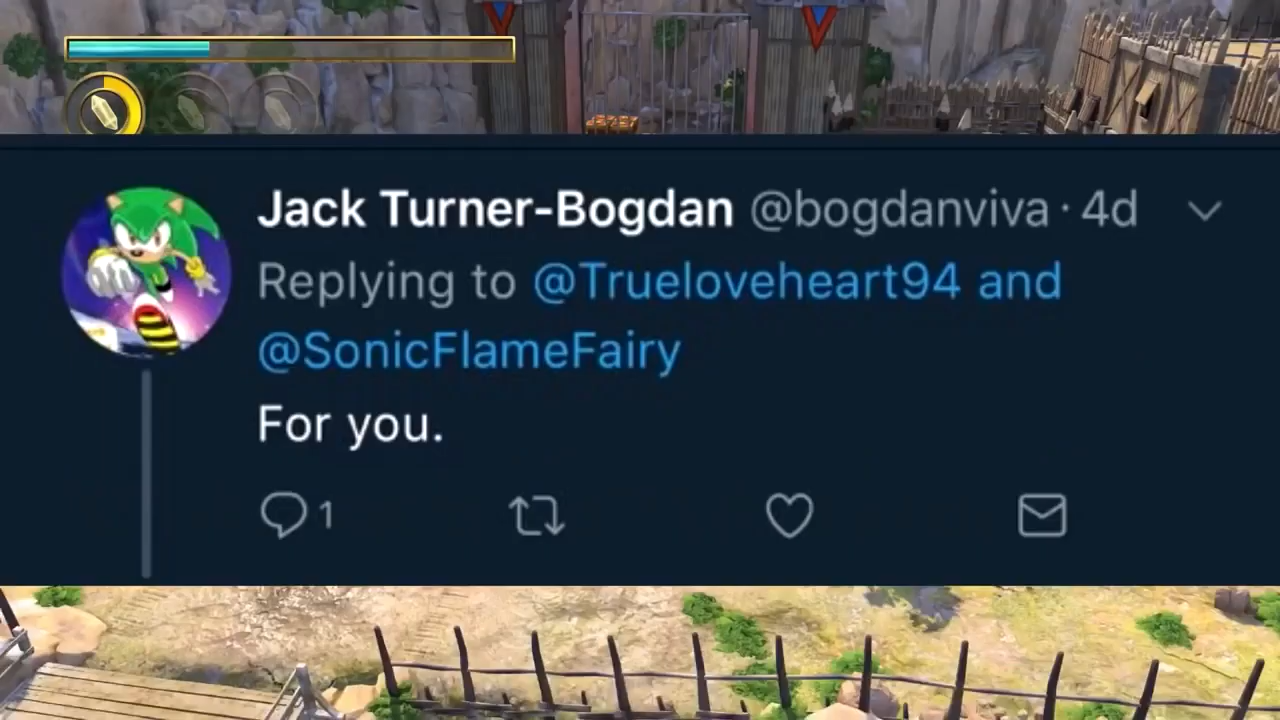 Jack Turner-Bogdan @bogdanviva · 4d
Replying to @Trueloveheart94 and
@SonicFlameFairy
For you.
1